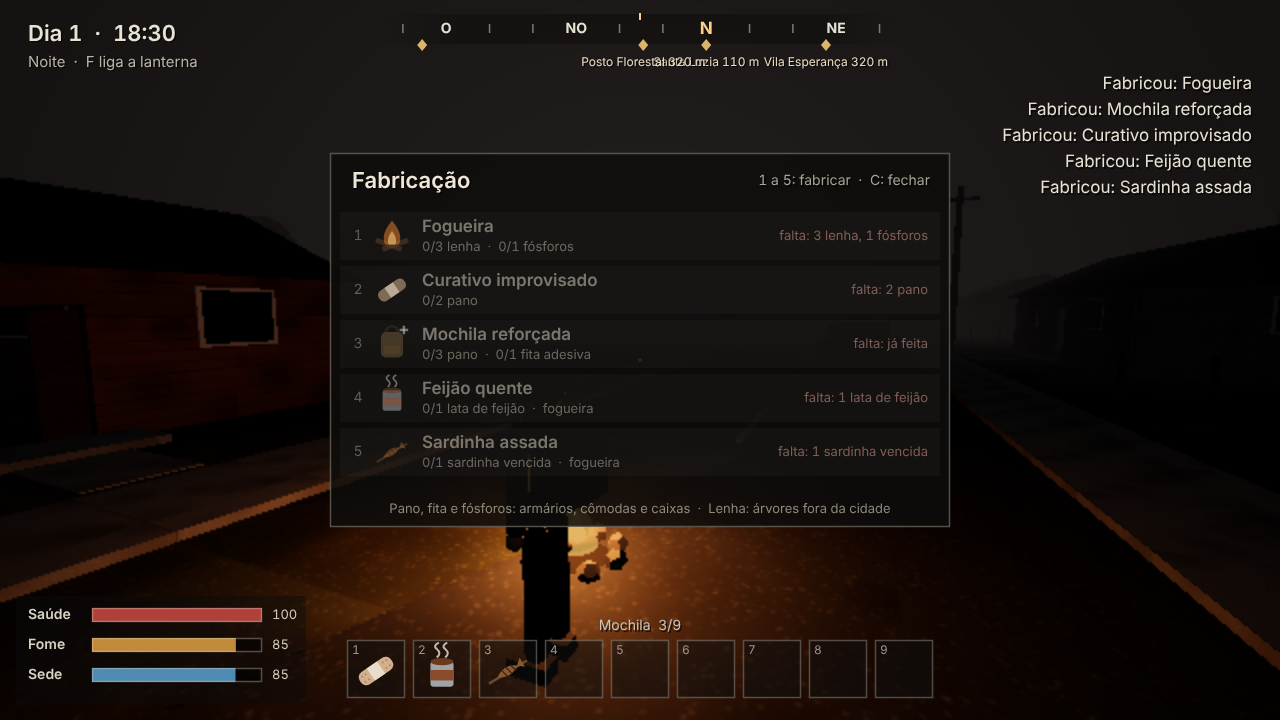 Dia 1 · 18:30
Noite · F liga a lanterna
O NO N NE
Posto Florestal 320 m Santa Luzia 110 m Vila Esperança 320 m
Fabricou: Fogueira
Fabricou: Mochila reforçada
Fabricou: Curativo improvisado
Fabricou: Feijão quente
Fabricou: Sardinha assada
Fabricação
1 a 5: fabricar · C: fechar
1 Fogueira
0/3 lenha · 0/1 fósforos
falta: 3 lenha, 1 fósforos
2 Curativo improvisado
0/2 pano
falta: 2 pano
3 Mochila reforçada
0/3 pano · 0/1 fita adesiva
falta: já feita
4 Feijão quente
0/1 lata de feijão · fogueira
falta: 1 lata de feijão
5 Sardinha assada
0/1 sardinha vencida · fogueira
falta: 1 sardinha vencida
Pano, fita e fósforos: armários, cômodas e caixas · Lenha: árvores fora da cidade
Saúde 100
Fome 85
Sede 85
Mochila 3/9
1 2 3 4 5 6 7 8 9